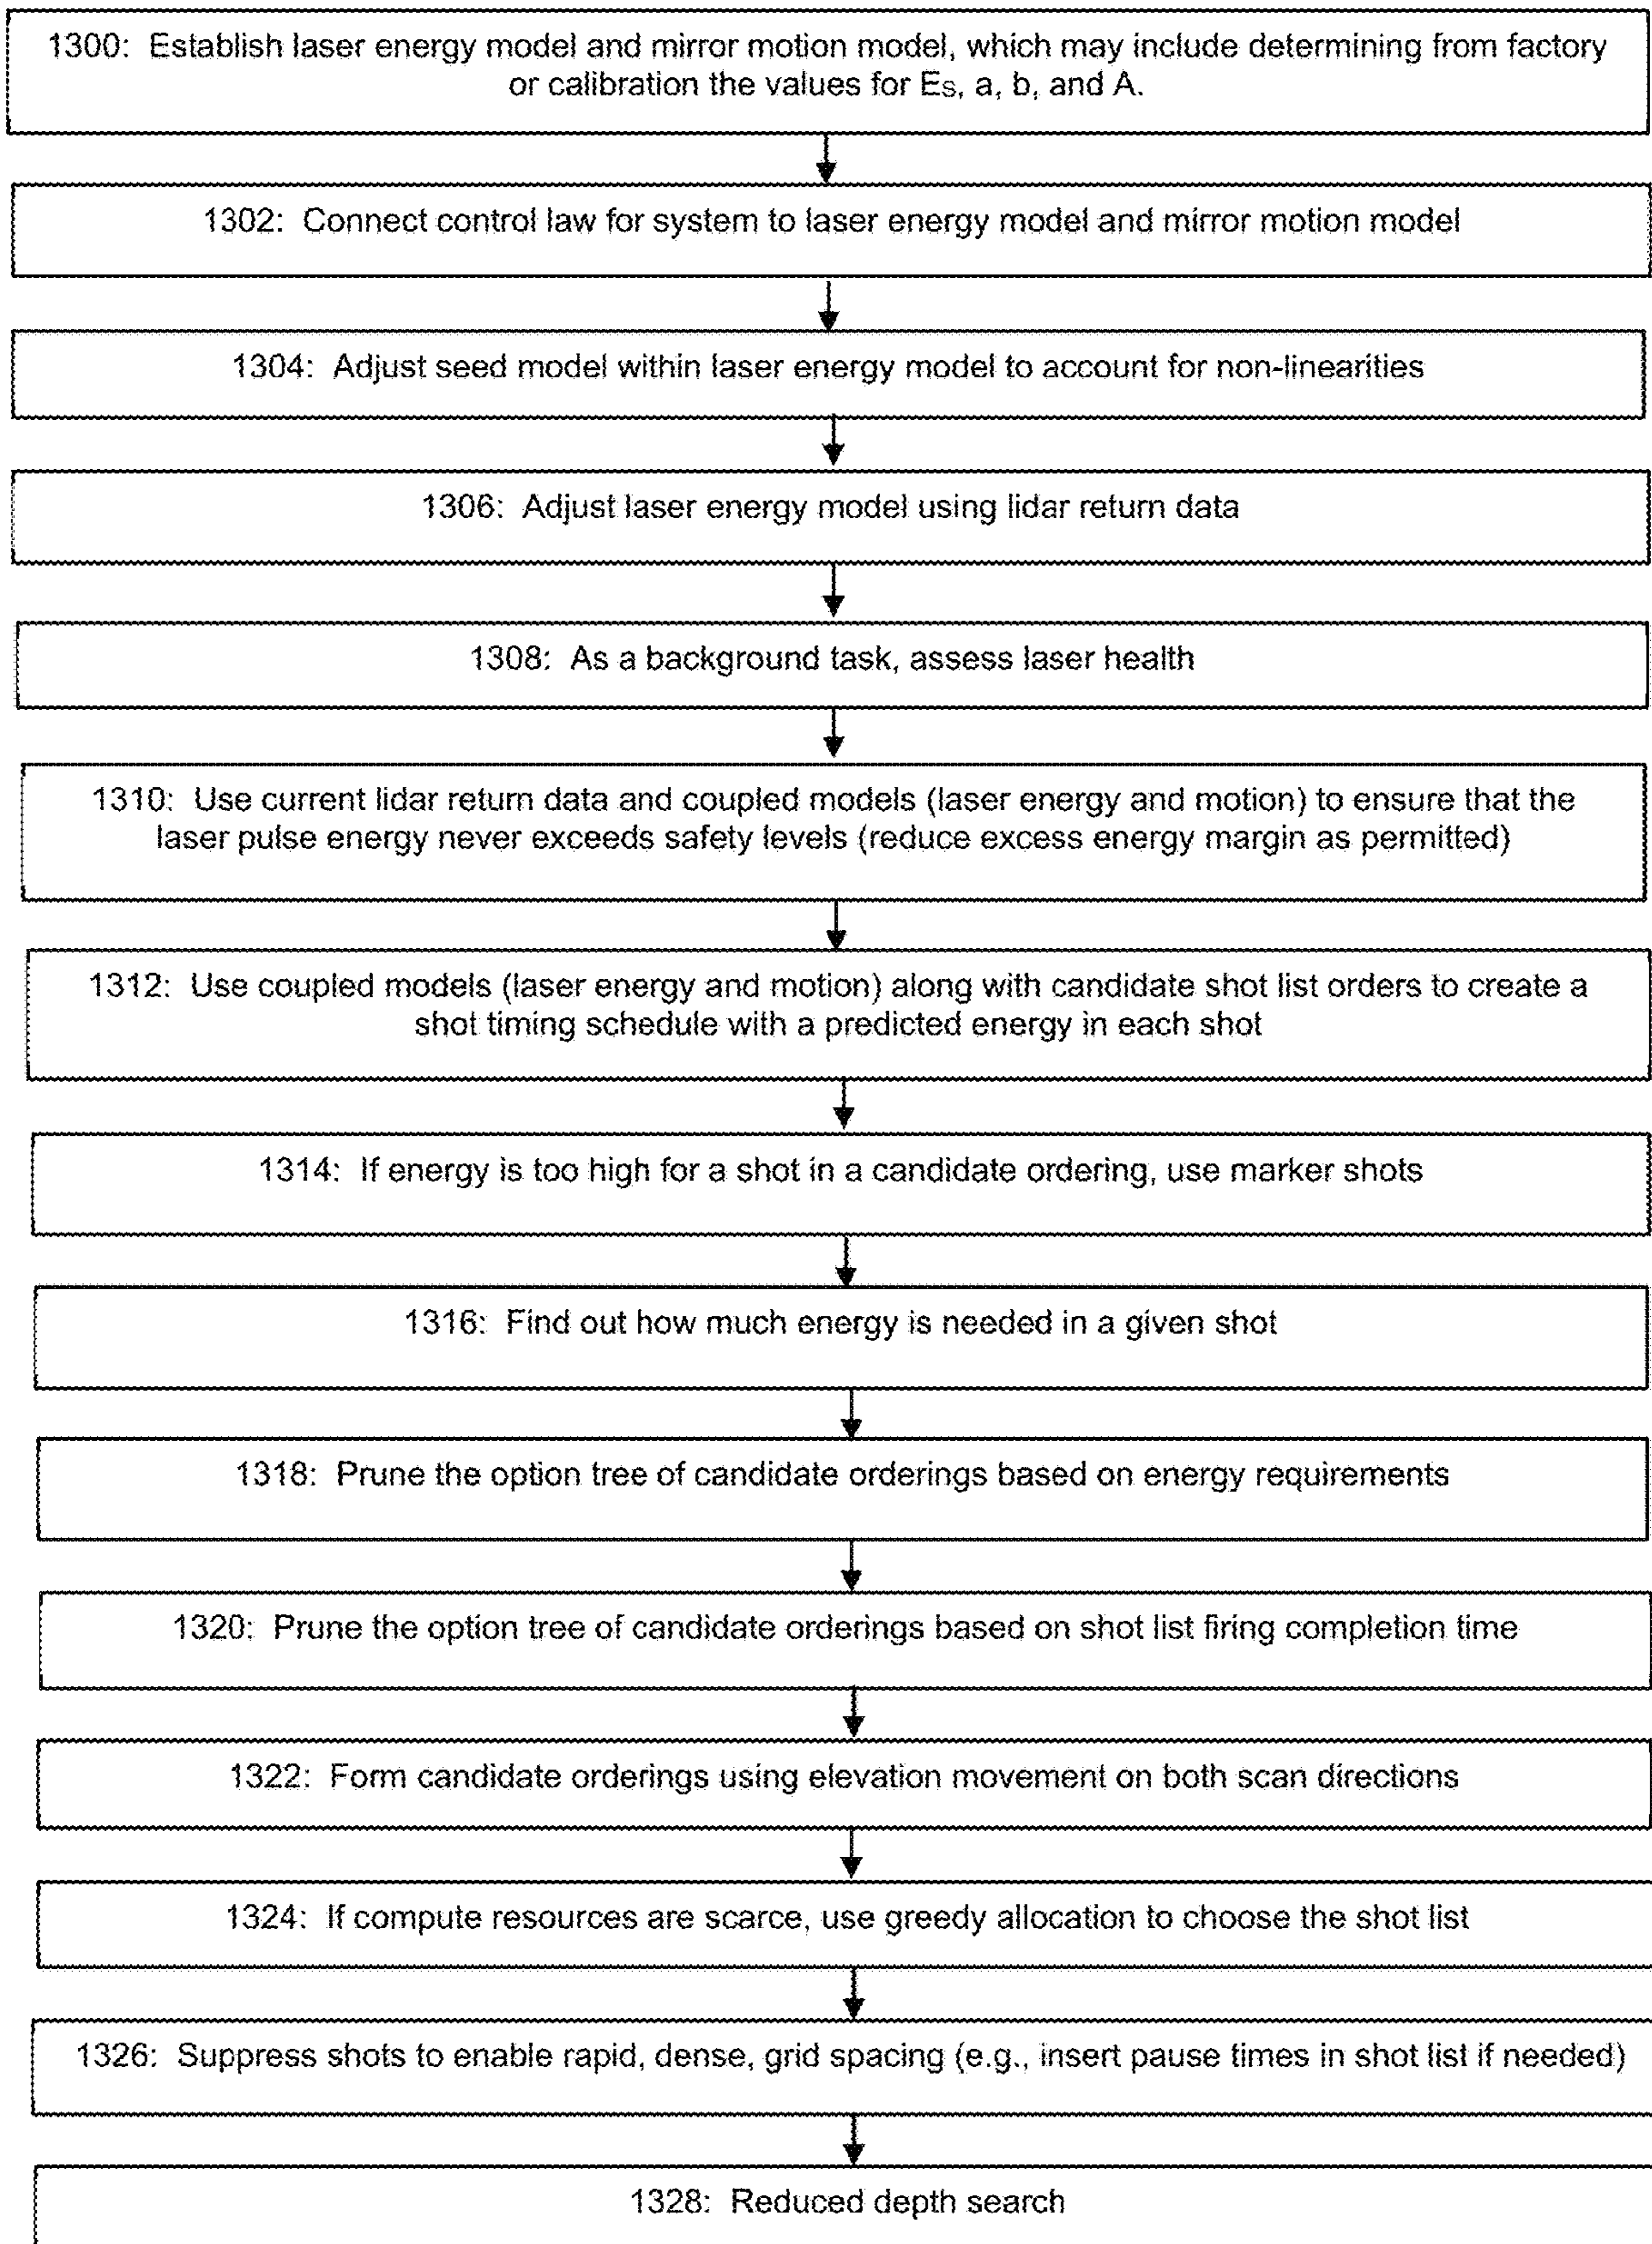 1300: Establish laser energy model and mirror motion model, which may include determining from factory
or calibration the values for Es, a, b, and A.
1302: Connect control law for system to laser energy model and mirror motion model
1304: Adjust seed model within laser energy model to account for non-linearities
1306: Adjust laser energy model using lidar return data
1308: As a background task, assess laser health
1310: Use current lidar return data and coupled models (laser energy and motion) to ensure that the
laser pulse energy never exceeds safety levels (reduce excess energy margin as permitted)
1312: Use coupled models (laser energy and motion) along with candidate shot list orders to create a
shot timing schedule with a predicted energy in each shot
1314: If energy is too high for a shot in a candidate ordering, use marker shots
1316: Find out how much energy is needed in a given shot
1318: Prune the option tree of candidate orderings based on energy requirements
1320: Prune the option tree of candidate orderings based on shot list firing completion time
1322: Form candidate orderings using elevation movement on both scan directions
1324: If compute resources are scarce, use greedy allocation to choose the shot list
1326: Suppress shots to enable rapid, dense, grid spacing (e.g., insert pause times in shot list if needed)
1328: Reduced depth search